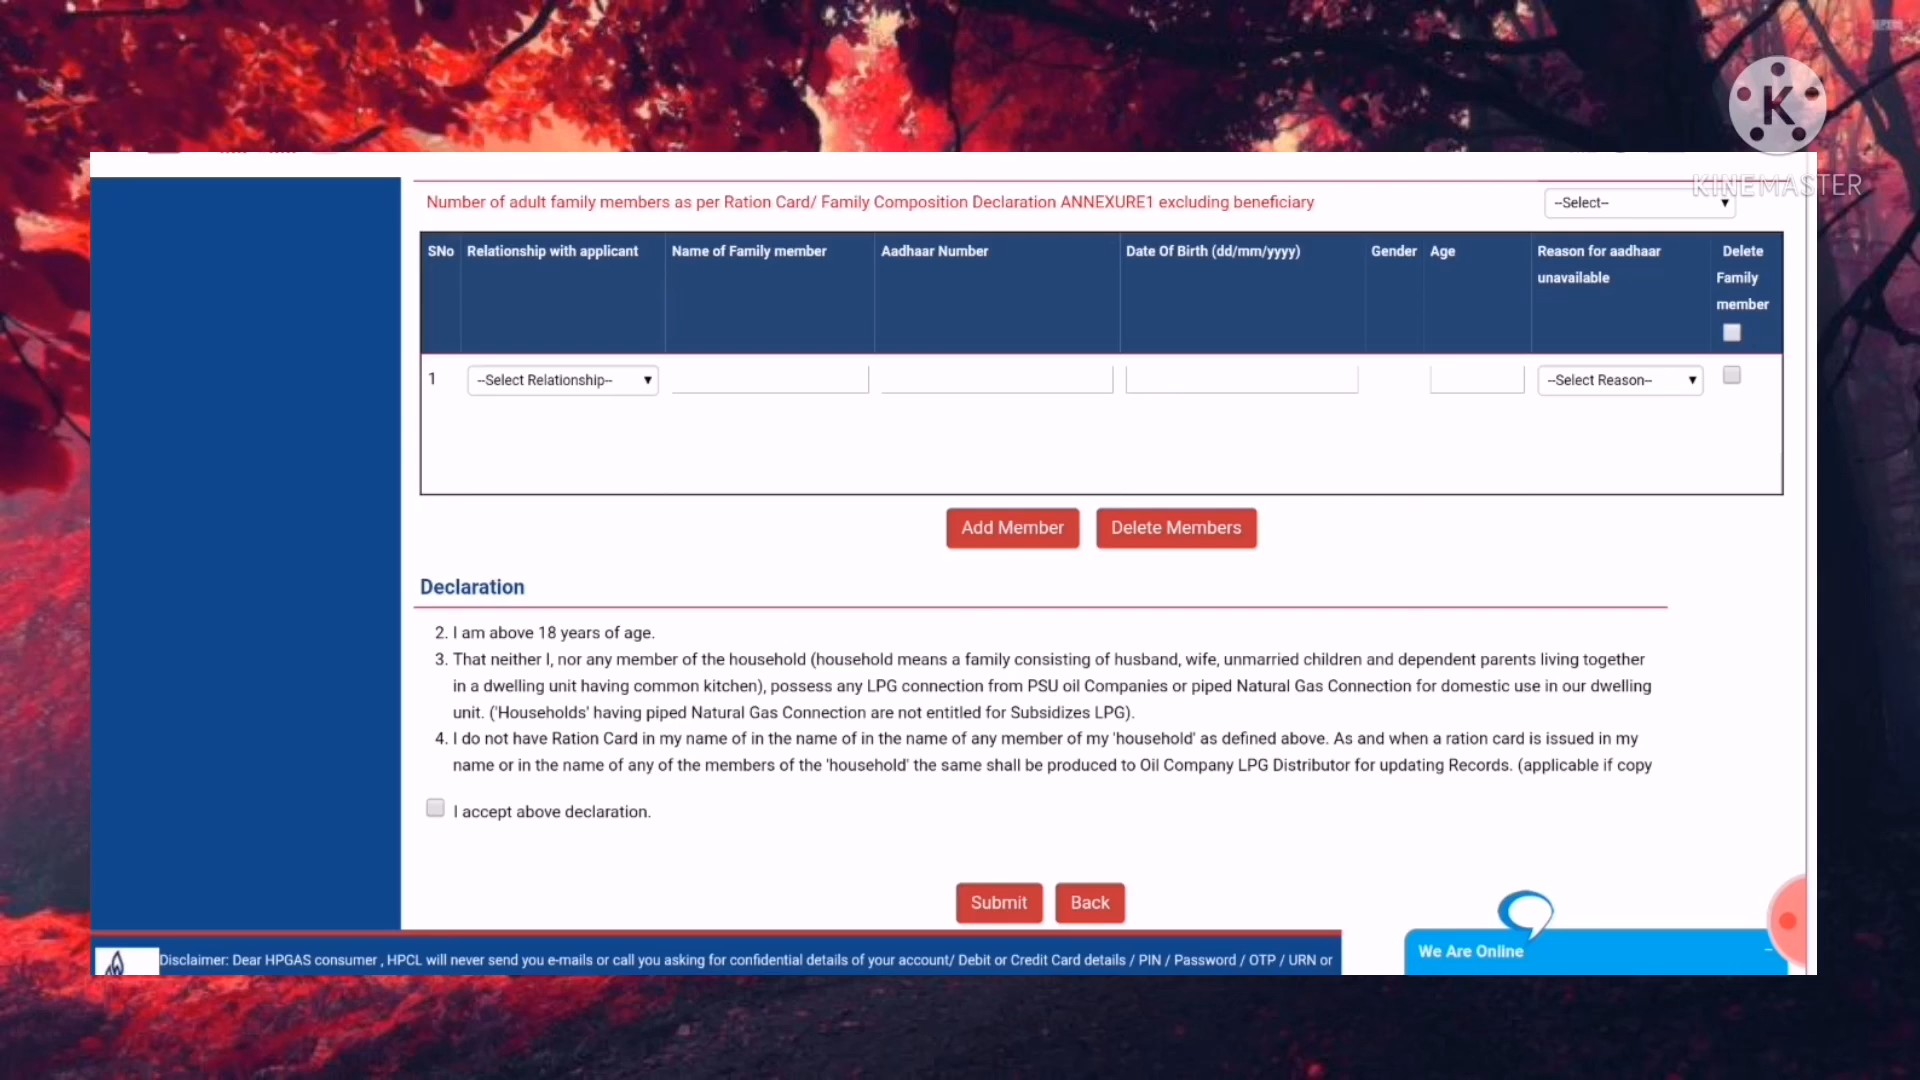 K
KINEMASTER
Number of adult family members as per Ration Card/ Family Composition Declaration ANNEXURE1 excluding beneficiary --Select--
SNo Relationship with applicant Name of Family member Aadhaar Number Date Of Birth (dd/mm/yyyy) Gender Age Reason for aadhaar Delete
unavailable Family
member
1 --Select Relationship-- --Select Reason--
Add Member Delete Members
Declaration
2. I am above 18 years of age.
3. That neither I, nor any member of the household (household means a family consisting of husband, wife, unmarried children and dependent parents living together
in a dwelling unit having common kitchen), possess any LPG connection from PSU oil Companies or piped Natural Gas Connection for domestic use in our dwelling
unit. ('Households' having piped Natural Gas Connection are not entitled for Subsidizes LPG).
4. I do not have Ration Card in my name of in the name of in the name of any member of my 'household' as defined above. As and when a ration card is issued in my
name or in the name of any of the members of the 'household' the same shall be produced to Oil Company LPG Distributor for updating Records. (applicable if copy
I accept above declaration.
Submit Back
Disclaimer: Dear HPGAS consumer , HPCL will never send you e-mails or call you asking for confidential details of your account/ Debit or Credit Card details / PIN / Password / OTP / URN or
We Are Online